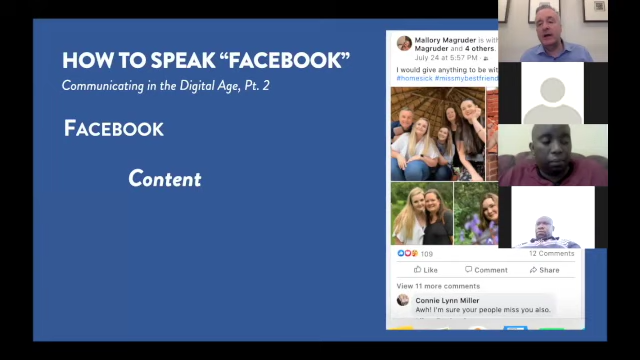 HOW TO SPEAK “FACEBOOK”
Communicating in the Digital Age, Pt. 2
FACEBOOK
Content
Mallory Magruder is with
Magruder and 4 others.
July 24 at 5:57 PM
I would give anything to be
#homesick #missmybestfriend
109
12 Comments
Like
Comment
Share
View 11 more comments
Connie Lynn Miller
Awh! I'm sure your people miss you also.